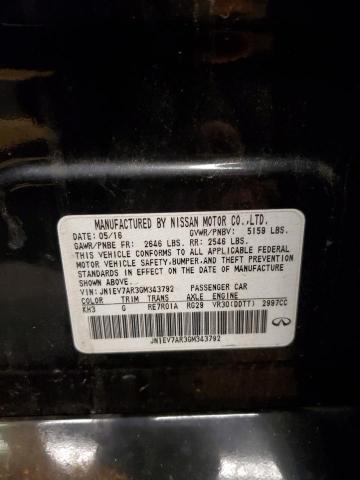 MANUFACTURED BY NISSAN MOTOR CO.,LTD.
DATE: 05/16 GVWR/PNBV: 5159 LBS.
GAWR/PNBE FR: 2646 LBS. RR: 2546 LBS.
THIS VEHICLE CONFORMS TO ALL APPLICABLE FEDERAL
MOTOR VEHICLE SAFETY,BUMPER,AND THEFT PREVENTION
STANDARDS IN EFFECT ON THE DATE OF MANUFACTURE
SHOWN ABOVE.
VIN: JN1EV7AR3GM343792 PASSENGER CAR
COLOR TRIM TRANS AXLE ENGINE
KH3 G RE7R01A RG29 VR30(DDTT) 2997CC
JN1EV7AR3GM343792